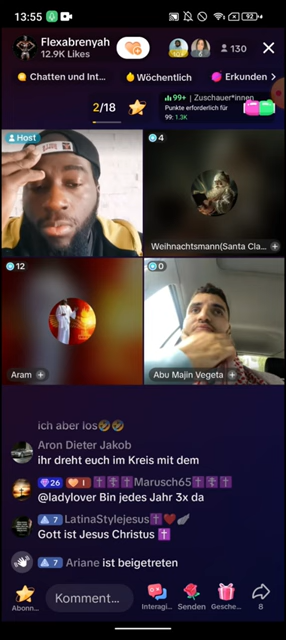 13:55
92
Flexabrenyah
12.9K Likes
130
Chatten und Int...
Wöchentlich
Erkunden
2/18
99+ | Zuschauer*innen
Punkte erforderlich für
99: 1.3K
Host
4
Weihnachtsmann(Santa Cla...
12
Aram
0
Abu Majin Vegeta
ich aber los🤣🤣
Aron Dieter Jakob
ihr dreht euch im Kreis mit dem
26 1 Marusch65
@ladylover Bin jedes Jahr 3x da
7 LatinaStylejesus✝️❤️🪽
Gott ist Jesus Christus ✝️
7 Ariane ist beigetreten
Abonn...
Kommen...
Interagi...
Senden
Gesche...
8